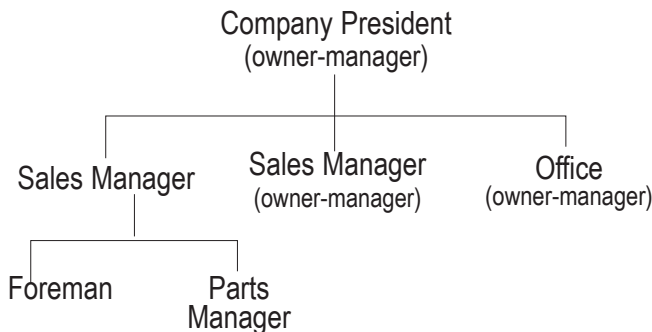 Company President
(owner-manager)
Sales Manager
Sales Manager
(owner-manager)
Office
(owner-manager)
Foreman
Parts
Manager